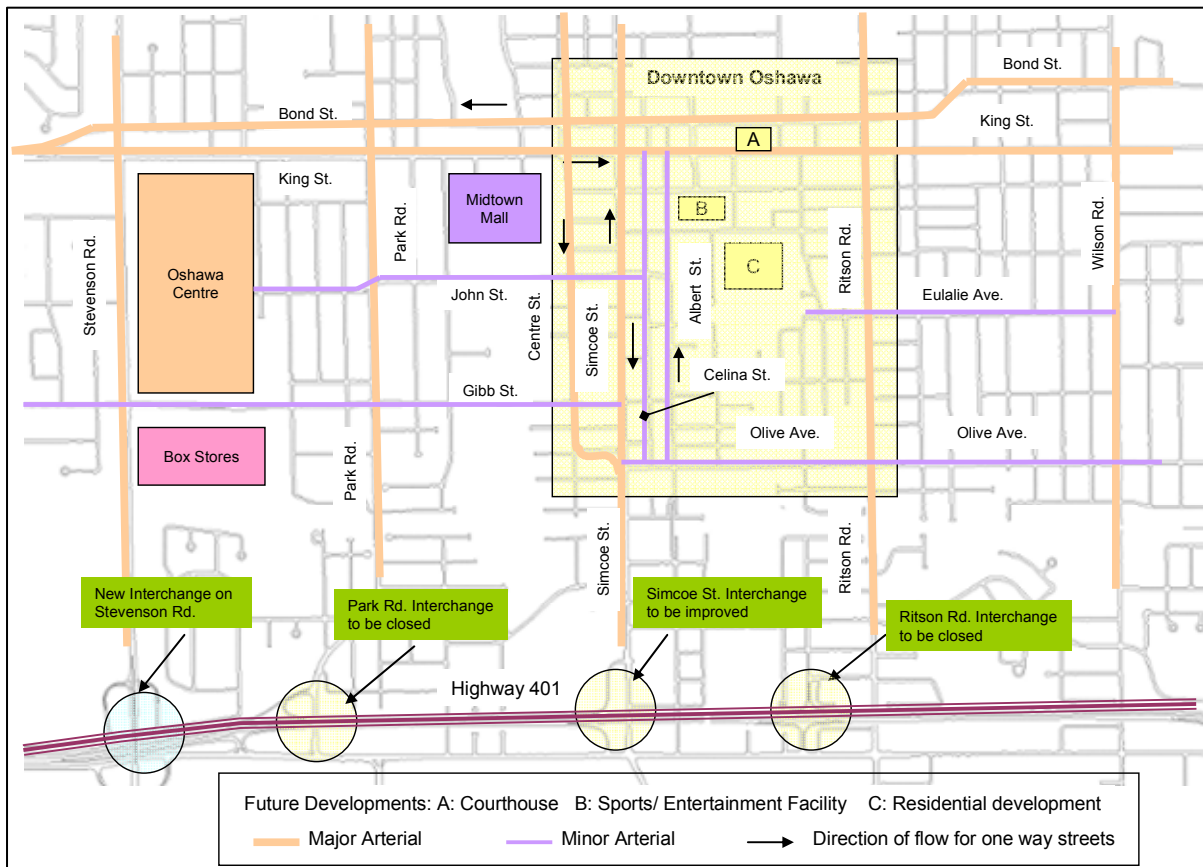 Downtown Oshawa
Bond St.
Bond St.
King St.
A
King St.
Midtown
Mall
B
Park Rd.
Wilson Rd.
Stevenson Rd.
Oshawa
Centre
C
Ritson Rd.
Albert St.
John St.
Eulalie Ave.
Centre St.
Simcoe St.
Celina St.
Gibb St.
Olive Ave.
Olive Ave.
Box Stores
Park Rd.
Simcoe St.
Ritson Rd.
New Interchange on
Stevenson Rd.
Park Rd. Interchange
to be closed
Simcoe St. Interchange
to be improved
Ritson Rd. Interchange
to be closed
Highway 401
Future Developments: A: Courthouse B: Sports/ Entertainment Facility C: Residential development
Major Arterial
Minor Arterial
Direction of flow for one way streets